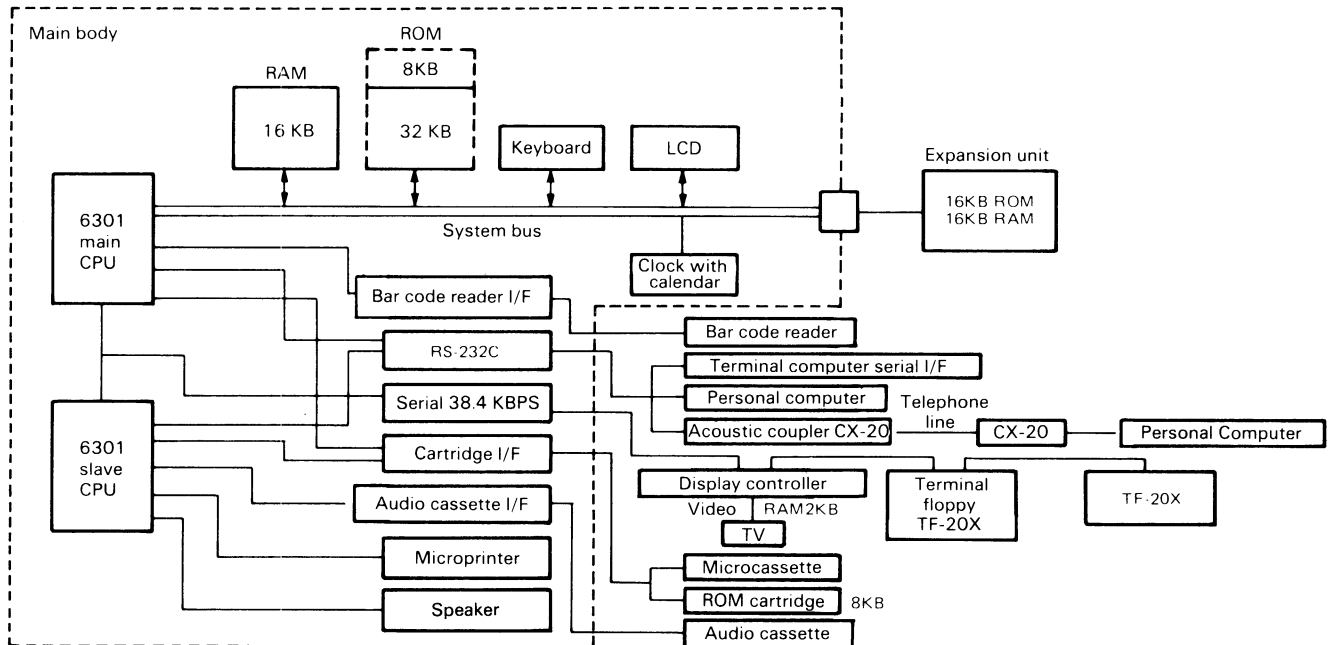 Main body
ROM
8KB
32 KB
RAM
16 KB
Keyboard
LCD
Expansion unit
16KB ROM
16KB RAM
6301
main
CPU
System bus
Clock with
calendar
Bar code reader I/F
Bar code reader
RS-232C
Terminal computer serial I/F
Serial 38.4 KBPS
Personal computer
Telephone
line
6301
slave
CPU
Acoustic coupler CX-20
CX-20
Personal Computer
Cartridge I/F
Display controller
Terminal
floppy
TF-20X
TF-20X
Audio cassette I/F
Video
RAM2KB
TV
Microprinter
Microcassette
Speaker
ROM cartridge
8KB
Audio cassette